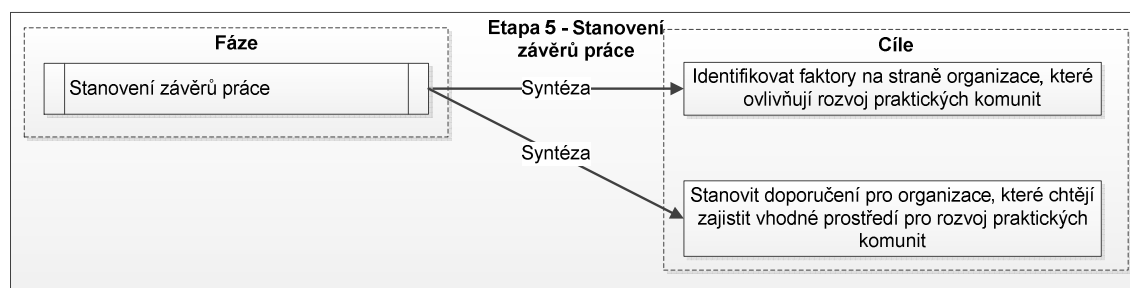 Etapa 5 - Stanovení
závěrů práce
Fáze
Stanovení závěrů práce
Syntéza
Syntéza
Cíle
Identifikovat faktory na straně organizace, které
ovlivňují rozvoj praktických komunit
Stanovit doporučení pro organizace, které chtějí
zajistit vhodné prostředí pro rozvoj praktických
komunit